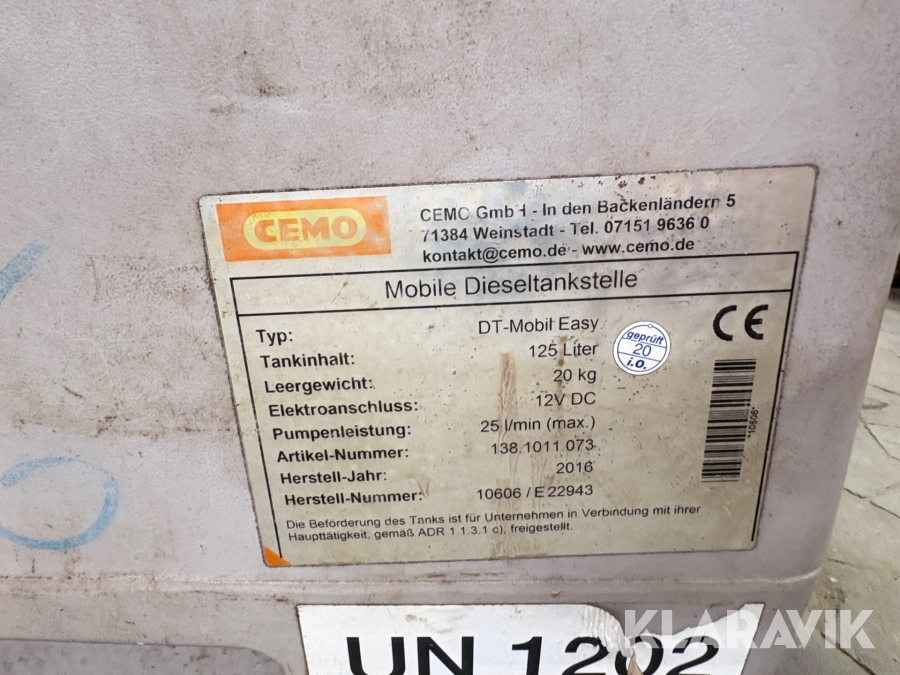 CEMO
CEMO GmbH - In den Backenländern 5
71384 Weinstadt - Tel. 07151 9636 0
kontakt@cemo.de - www.cemo.de
Mobile Dieseltankstelle
Typ: DT-Mobil Easy
Tankinhalt: 125 Liter
Leergewicht: 20 kg
Elektroanschluss: 12V DC
Pumpenleistung: 25 l/min (max.)
Artikel-Nummer: 138.1011.073
Herstell-Jahr: 2016
Herstell-Nummer: 10606 / E22943
CE
geprüft
20
i.O.
*10606*
Die Beförderung des Tanks ist für Unternehmen in Verbindung mit ihrer
Haupttätigkeit, gemäß ADR 1.1.3.1 c), freigestellt.
UN 1202
KLARAVIK